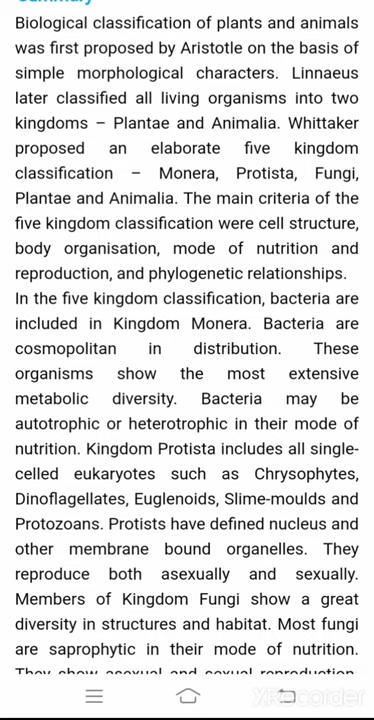 Biological classification of plants and animals
was first proposed by Aristotle on the basis of
simple morphological characters. Linnaeus
later classified all living organisms into two
kingdoms – Plantae and Animalia. Whittaker
proposed an elaborate five kingdom
classification – Monera, Protista, Fungi,
Plantae and Animalia. The main criteria of the
five kingdom classification were cell structure,
body organisation, mode of nutrition and
reproduction, and phylogenetic relationships.
In the five kingdom classification, bacteria are
included in Kingdom Monera. Bacteria are
cosmopolitan in distribution. These
organisms show the most extensive
metabolic diversity. Bacteria may be
autotrophic or heterotrophic in their mode of
nutrition. Kingdom Protista includes all single-
celled eukaryotes such as Chrysophytes,
Dinoflagellates, Euglenoids, Slime-moulds and
Protozoans. Protists have defined nucleus and
other membrane bound organelles. They
reproduce both asexually and sexually.
Members of Kingdom Fungi show a great
diversity in structures and habitat. Most fungi
are saprophytic in their mode of nutrition.
They show asexual and sexual reproduction.
XRecorder